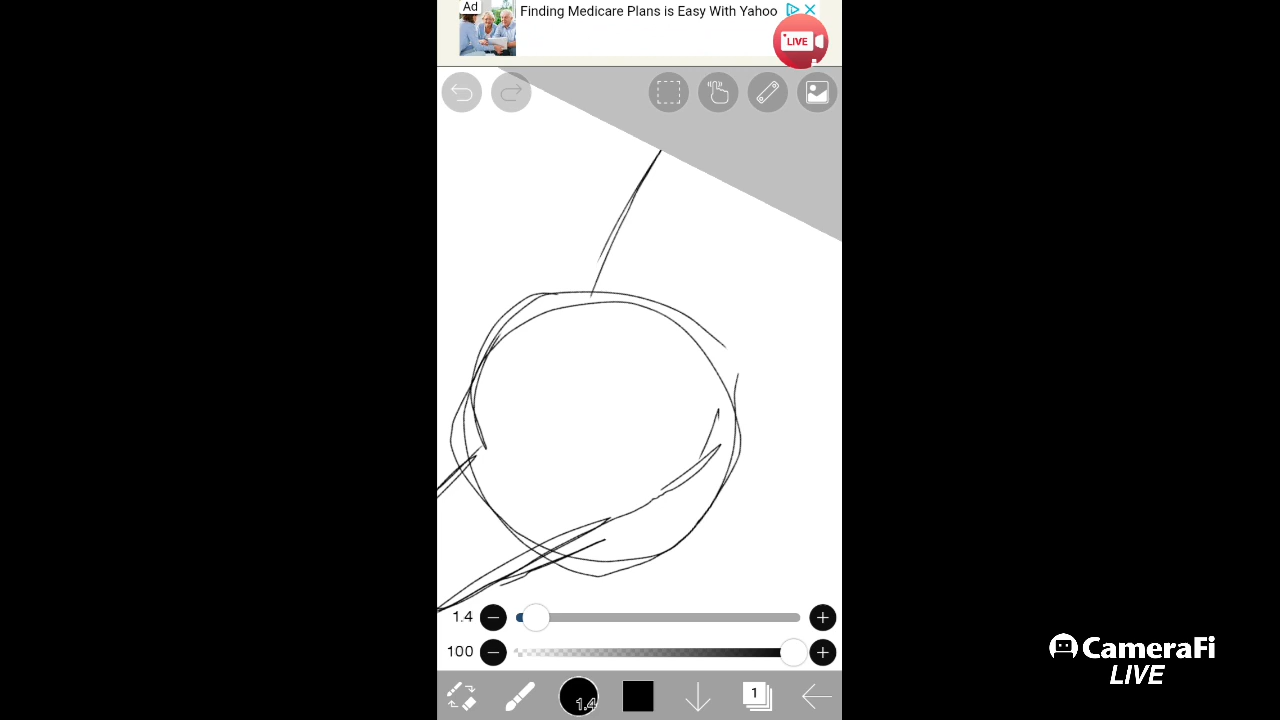 Ad
Finding Medicare Plans is Easy With Yahoo
LIVE
1.4
100
1.4
1
CameraFi
LIVE